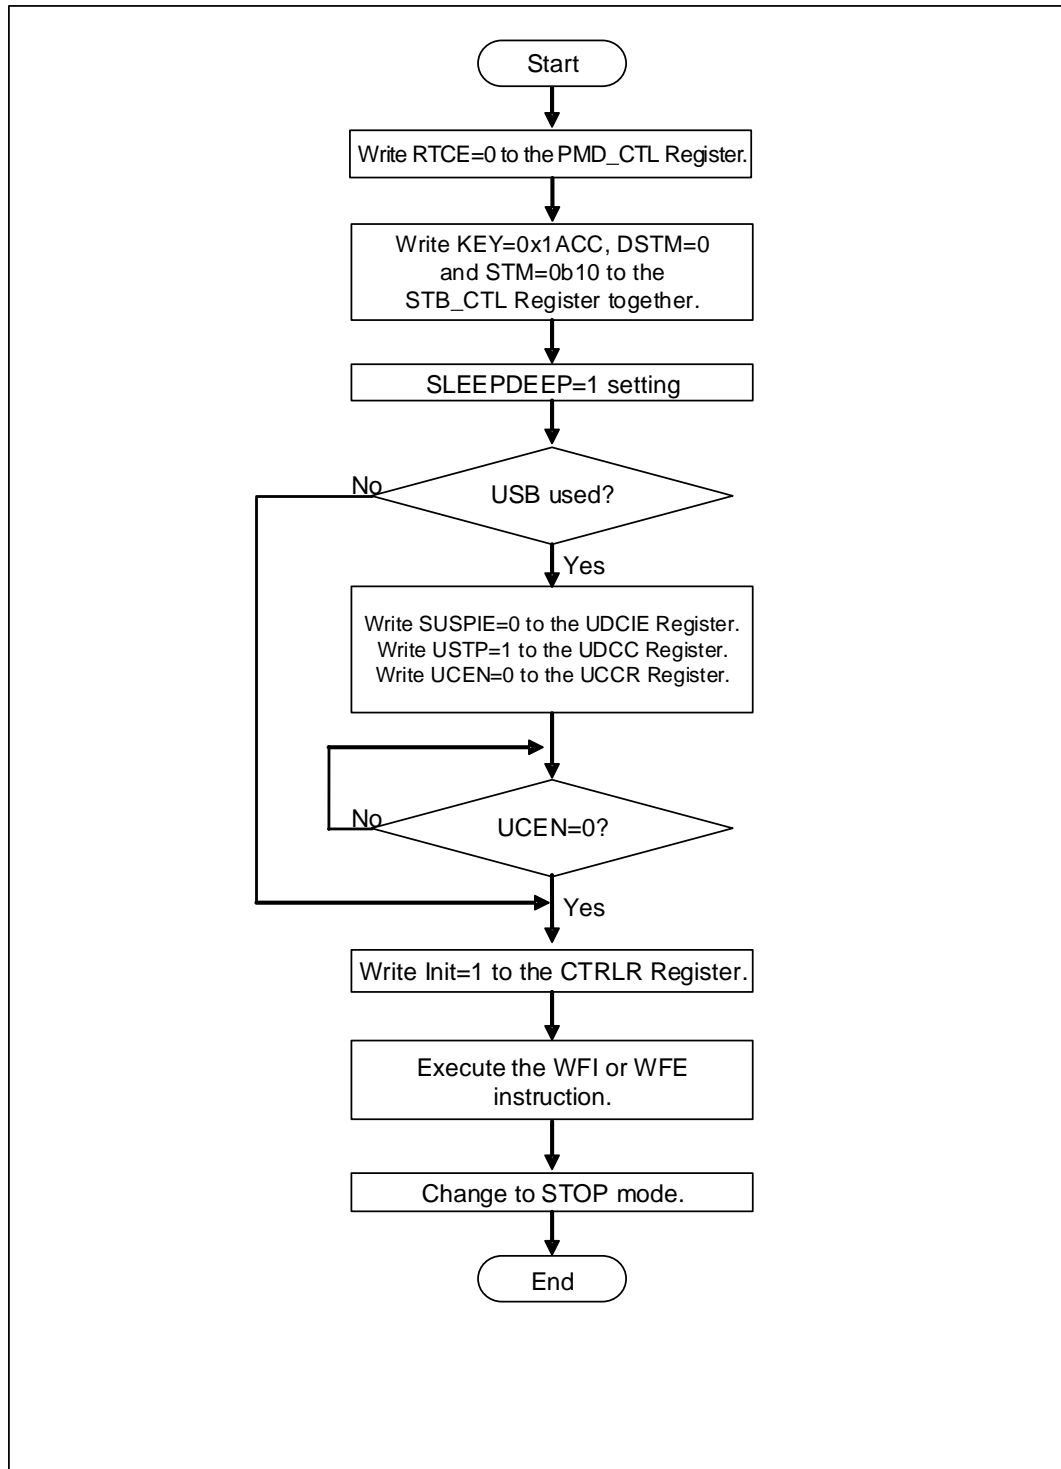 Start
Write RTCE=0 to the PMD_CTL Register.
Write KEY=0x1ACC, DSTM=0
and STM=0b10 to the
STB_CTL Register together.
SLEEPDEEP=1 setting
No
USB used?
Yes
Write SUSPIE=0 to the UDCIE Register.
Write USTP=1 to the UDCC Register.
Write UCEN=0 to the UCCR Register.
No
UCEN=0?
Yes
Write Init=1 to the CTRLR Register.
Execute the WFI or WFE
instruction.
Change to STOP mode.
End